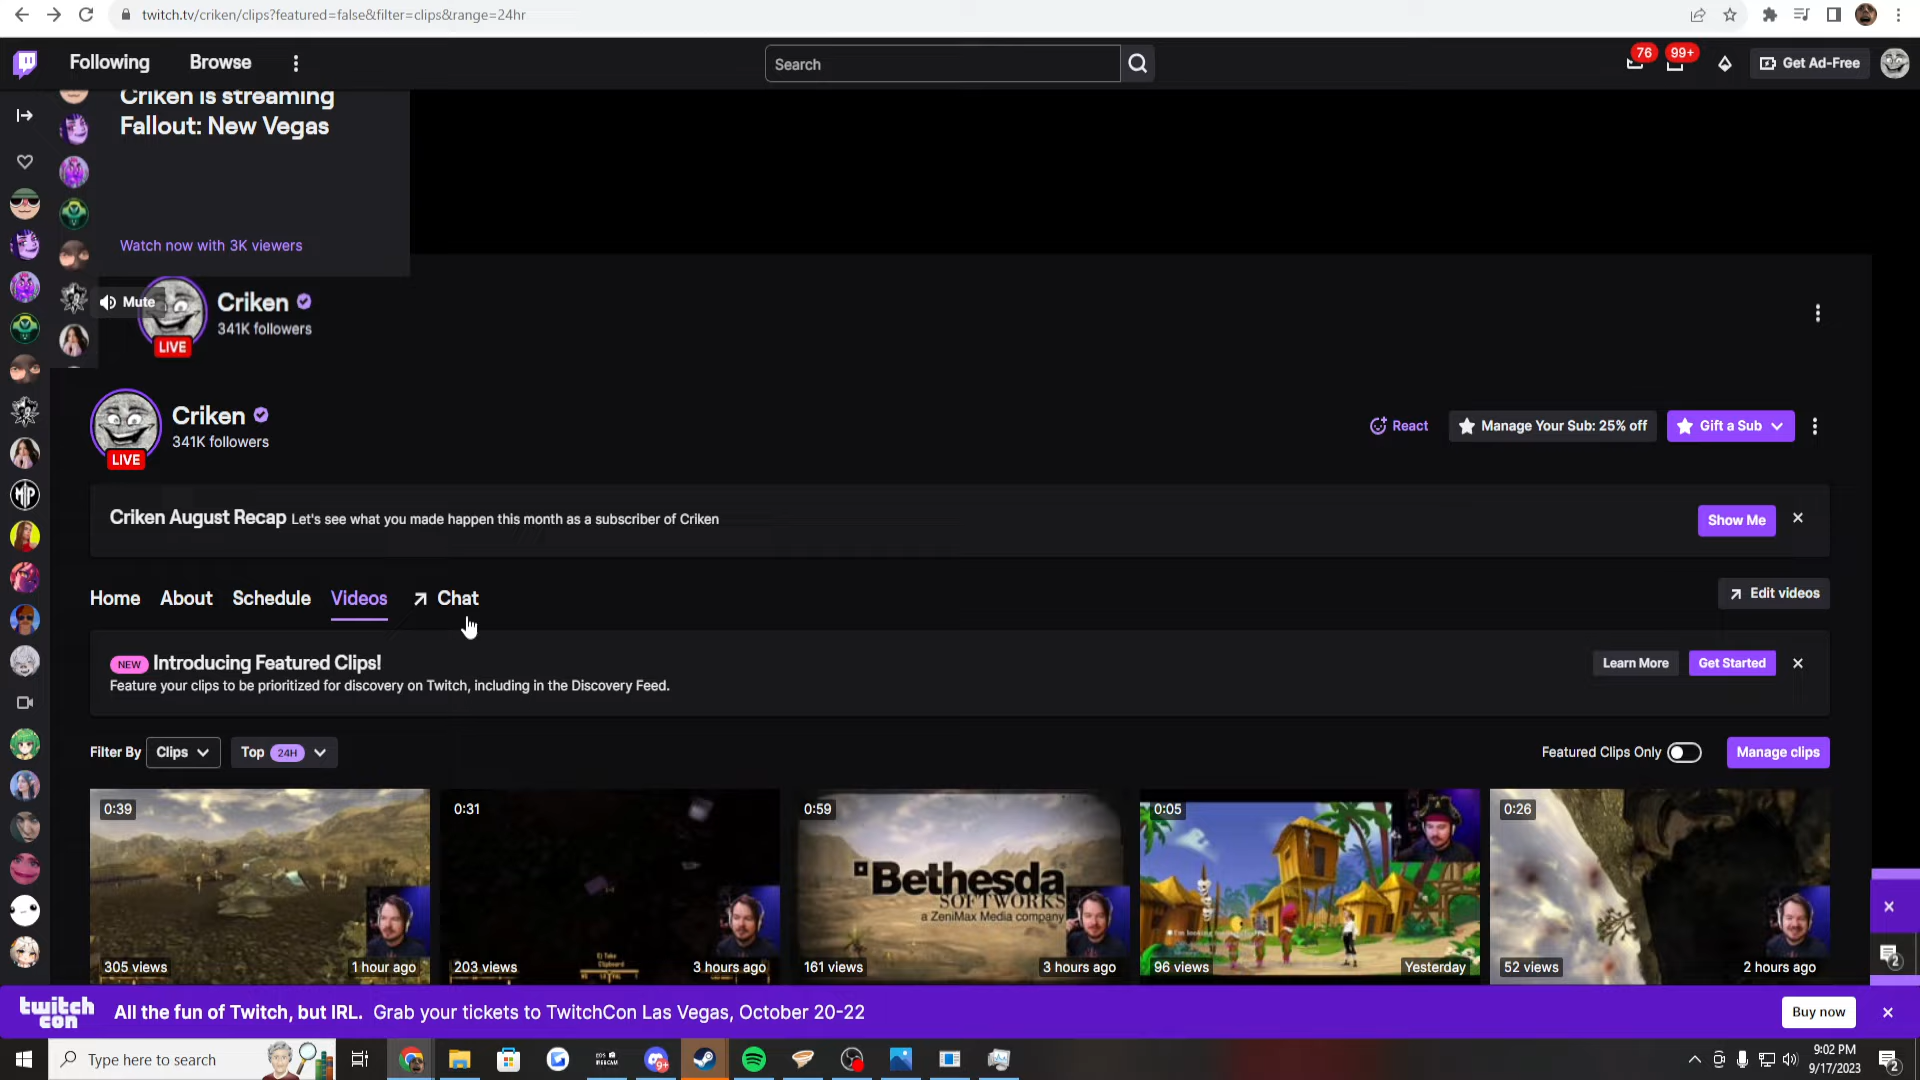 twitch.tv/criken/clips?featured=false&filter=clips&range=24hr
Following
Browse
Search
76
99+
Get Ad-Free
Criken is streaming
Fallout: New Vegas
Watch now with 3K viewers
Mute
Criken
341K followers
LIVE
Criken
341K followers
LIVE
React
Manage Your Sub: 25% off
Gift a Sub
Criken August Recap Let's see what you made happen this month as a subscriber of Criken
Show Me
Home
About
Schedule
Videos
Chat
Edit videos
NEW Introducing Featured Clips!
Feature your clips to be prioritized for discovery on Twitch, including in the Discovery Feed.
Learn More
Get Started
Filter By
Clips
Top 24H
Featured Clips Only
Manage clips
0:39
305 views
1 hour ago
0:31
E) Take
Clipboard
203 views
3 hours ago
0:59
Bethesda
SOFTWORKS
a ZeniMax Media company
161 views
3 hours ago
0:05
96 views
Yesterday
0:26
52 views
2 hours ago
2
twitch
con
All the fun of Twitch, but IRL. Grab your tickets to TwitchCon Las Vegas, October 20-22
Buy now
Type here to search
EOS
WEBCAM
9+
9:02 PM
9/17/2023
2